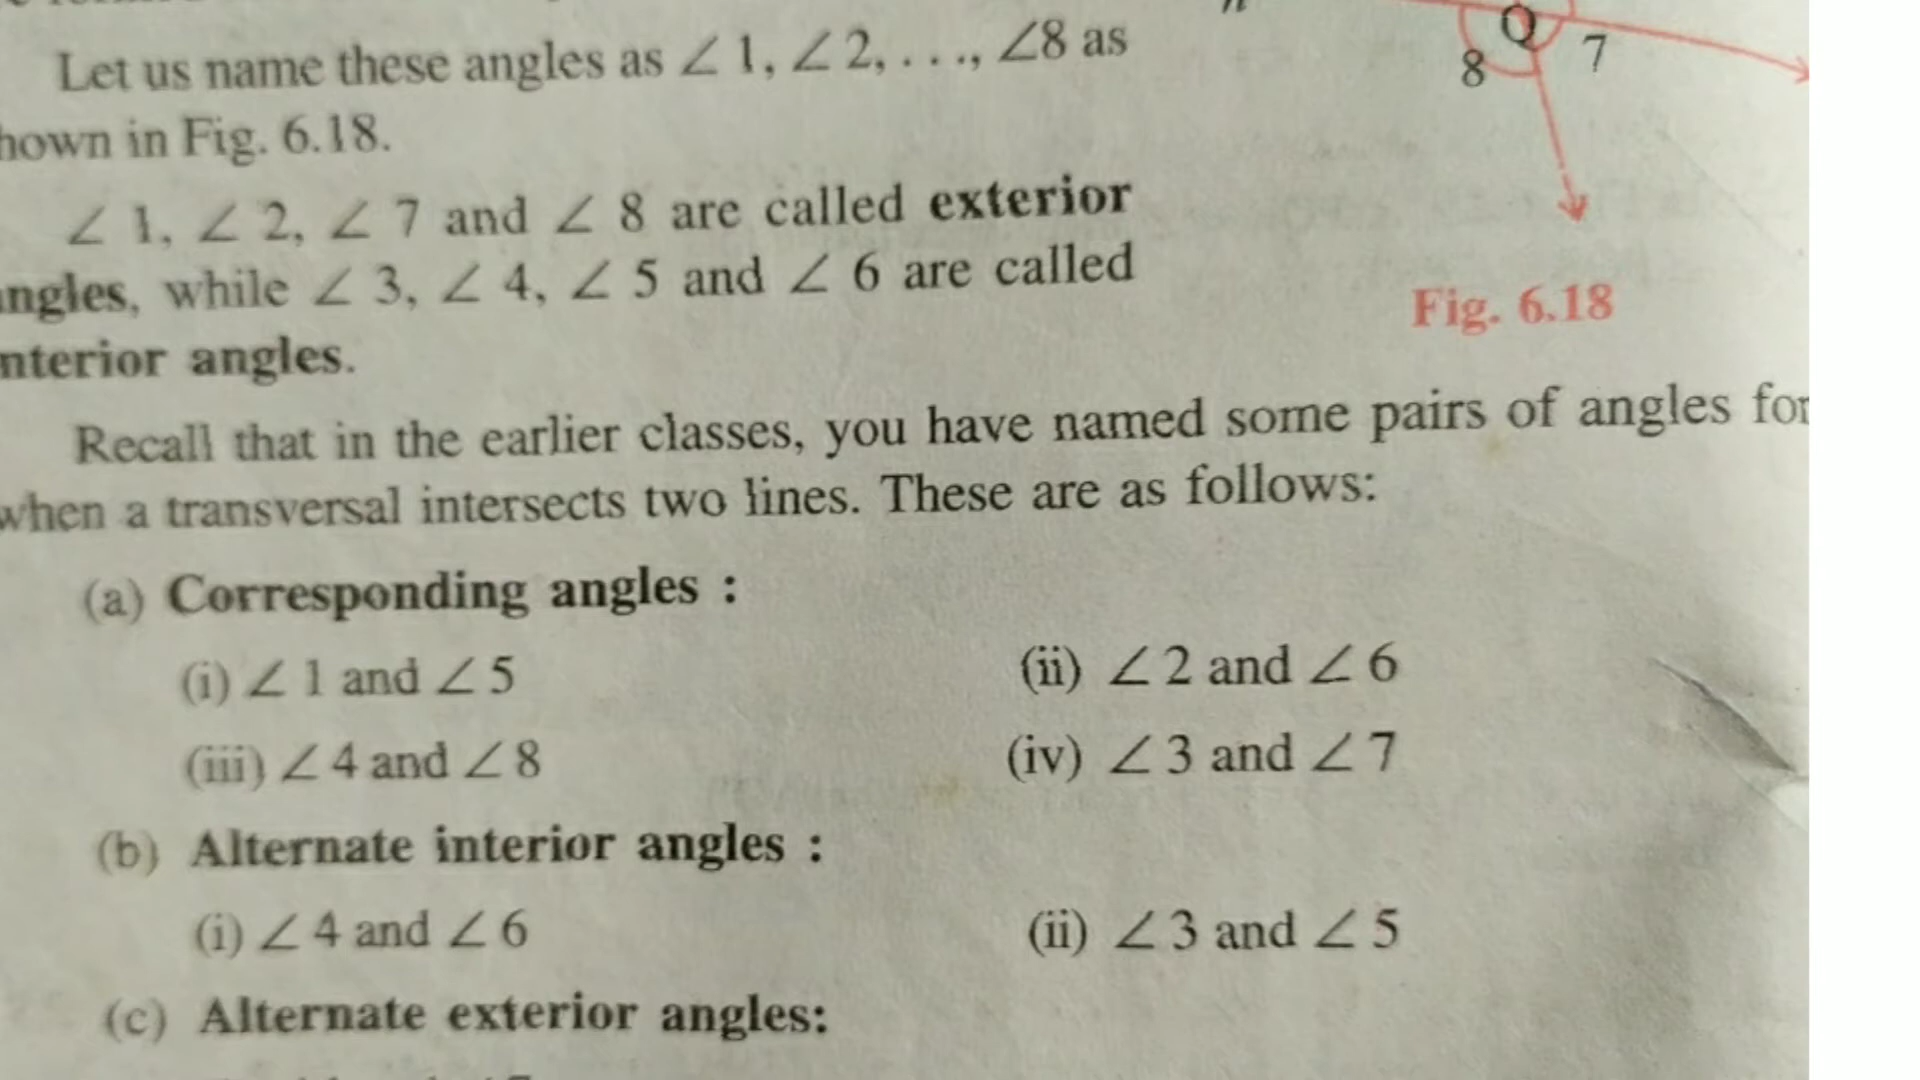 Let us name these angles as ∠ 1, ∠ 2, . . ., ∠8 as
hown in Fig. 6.18.
∠ 1, ∠ 2, ∠ 7 and ∠ 8 are called exterior
ngles, while ∠ 3, ∠ 4, ∠ 5 and ∠ 6 are called
nterior angles.
Q
8
7
Fig. 6.18
Recall that in the earlier classes, you have named some pairs of angles for
when a transversal intersects two lines. These are as follows:
(a) Corresponding angles :
(i) ∠ 1 and ∠ 5
(ii) ∠ 2 and ∠ 6
(iii) ∠ 4 and ∠ 8
(iv) ∠ 3 and ∠ 7
(b) Alternate interior angles :
(i) ∠ 4 and ∠ 6
(ii) ∠ 3 and ∠ 5
(c) Alternate exterior angles: